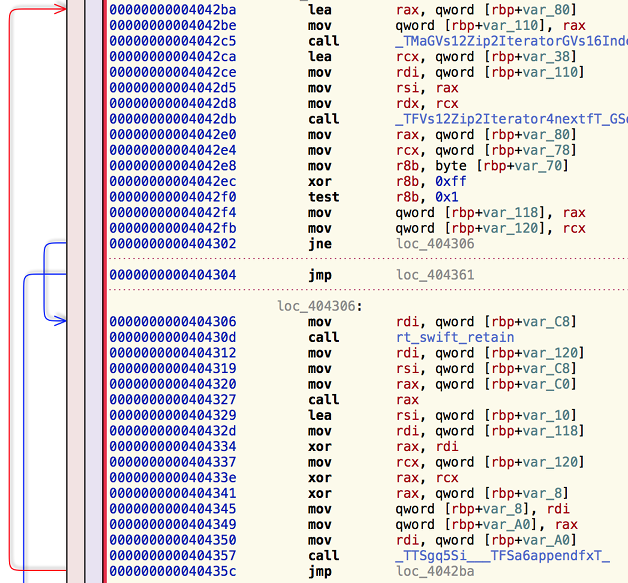 00000000004042ba lea rax, qword [rbp+var_80]
00000000004042be mov qword [rbp+var_110], rax
00000000004042c5 call _TMaGVs12Zip2IteratorGVs16Inde
00000000004042ca lea rcx, qword [rbp+var_38]
00000000004042ce mov rdi, qword [rbp+var_110]
00000000004042d5 mov rsi, rax
00000000004042d8 mov rdx, rcx
00000000004042db call _TFVs12Zip2Iterator4nextfT_GSq
00000000004042e0 mov rax, qword [rbp+var_80]
00000000004042e4 mov rcx, qword [rbp+var_78]
00000000004042e8 mov r8b, byte [rbp+var_70]
00000000004042ec xor r8b, 0xff
00000000004042f0 test r8b, 0x1
00000000004042f4 mov qword [rbp+var_118], rax
00000000004042fb mov qword [rbp+var_120], rcx
0000000000404302 jne loc_404306
0000000000404304 jmp loc_404361
loc_404306:
0000000000404306 mov rdi, qword [rbp+var_C8]
000000000040430d call rt_swift_retain
0000000000404312 mov rdi, qword [rbp+var_120]
0000000000404319 mov rsi, qword [rbp+var_C8]
0000000000404320 mov rax, qword [rbp+var_C0]
0000000000404327 call rax
0000000000404329 lea rsi, qword [rbp+var_10]
000000000040432d mov rdi, qword [rbp+var_118]
0000000000404334 xor rax, rdi
0000000000404337 mov rcx, qword [rbp+var_120]
000000000040433e xor rax, rcx
0000000000404341 xor rax, qword [rbp+var_8]
0000000000404345 mov qword [rbp+var_8], rdi
0000000000404349 mov qword [rbp+var_A0], rax
0000000000404350 mov rdi, qword [rbp+var_A0]
0000000000404357 call _TTSgq5Si___TFSa6appendfxT_
000000000040435c jmp loc_4042ba